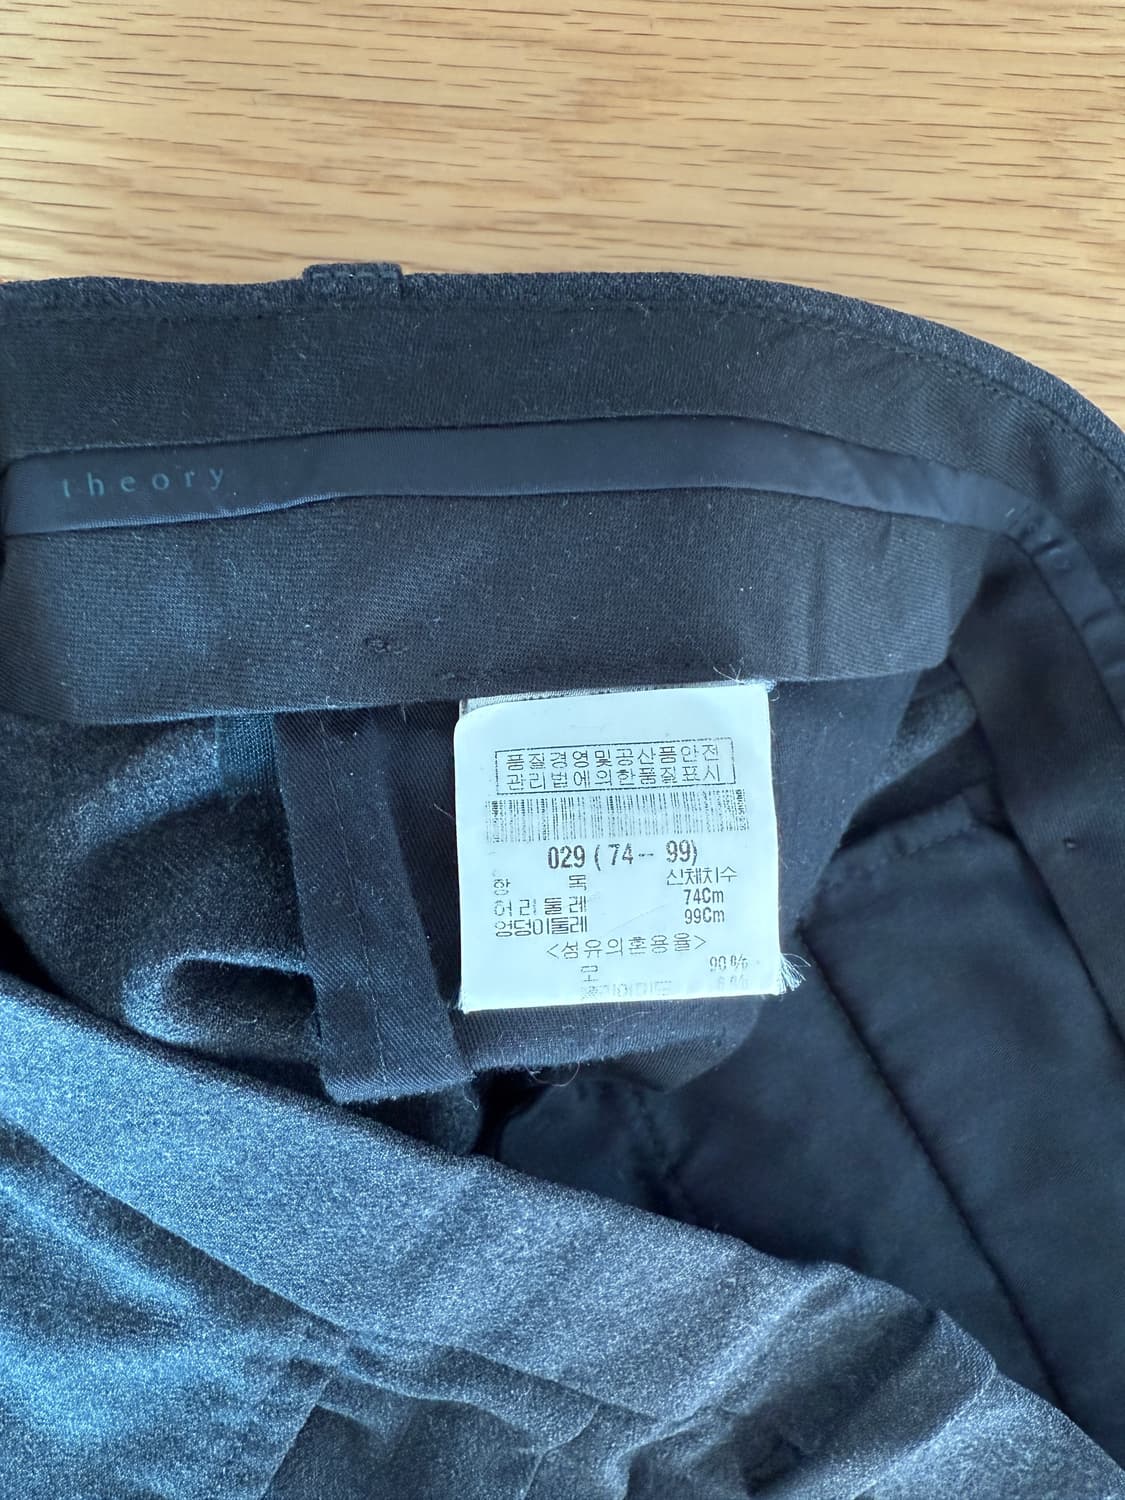 theory
품질경영및공산품안전
관리법에의한품질표시
029 ( 74 -- 99)
항 목 신체치수
허리둘레 74Cm
엉덩이둘레 99Cm
<섬유의혼용율>
모 90%